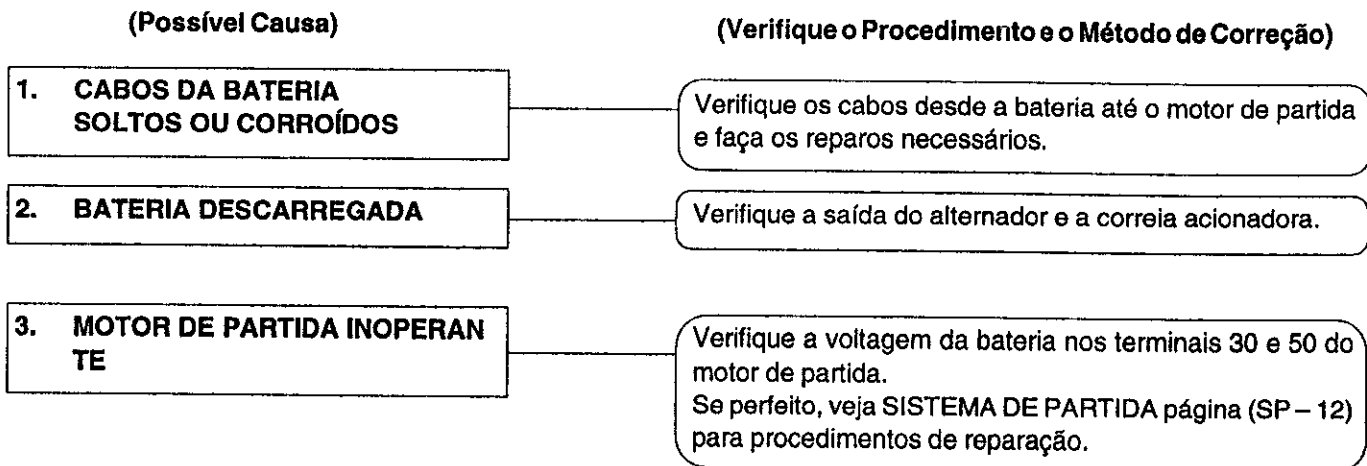 (Possível Causa)
(Verifique o Procedimento e o Método de Correção)
1. CABOS DA BATERIA
SOLTOS OU CORROÍDOS
Verifique os cabos desde a bateria até o motor de partida
e faça os reparos necessários.
2. BATERIA DESCARREGADA
Verifique a saída do alternador e a correia acionadora.
3. MOTOR DE PARTIDA INOPERAN
TE
Verifique a voltagem da bateria nos terminais 30 e 50 do
motor de partida.
Se perfeito, veja SISTEMA DE PARTIDA página (SP – 12)
para procedimentos de reparação.